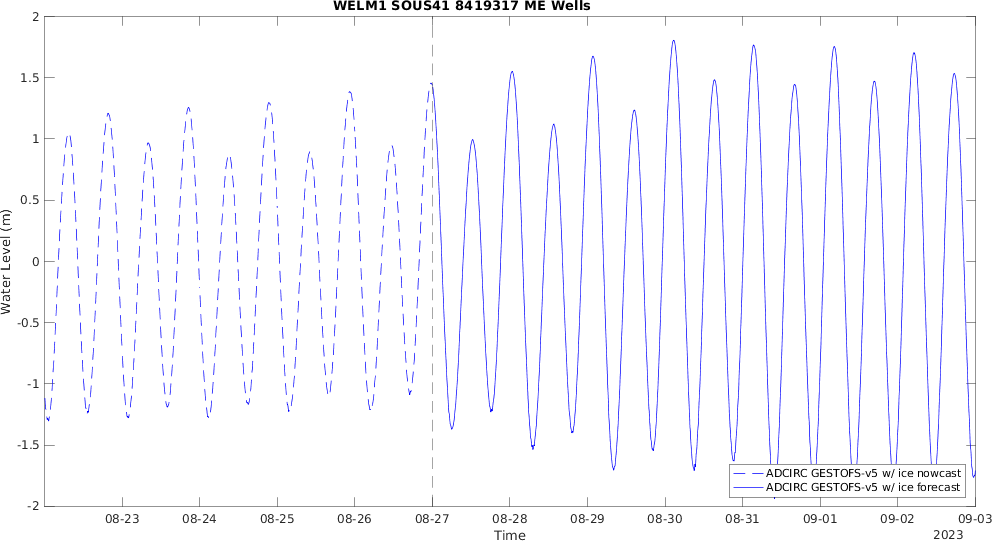 WELM1 SOUS41 8419317 ME Wells
2
1.5
1
0.5
0
-0.5
-1
-1.5
-2
Water Level (m)
ADCIRC GESTOFS-v5 w/ ice nowcast
ADCIRC GESTOFS-v5 w/ ice forecast
08-23 08-24 08-25 08-26 08-27 08-28 08-29 08-30 08-31 09-01 09-02 09-03
Time
2023